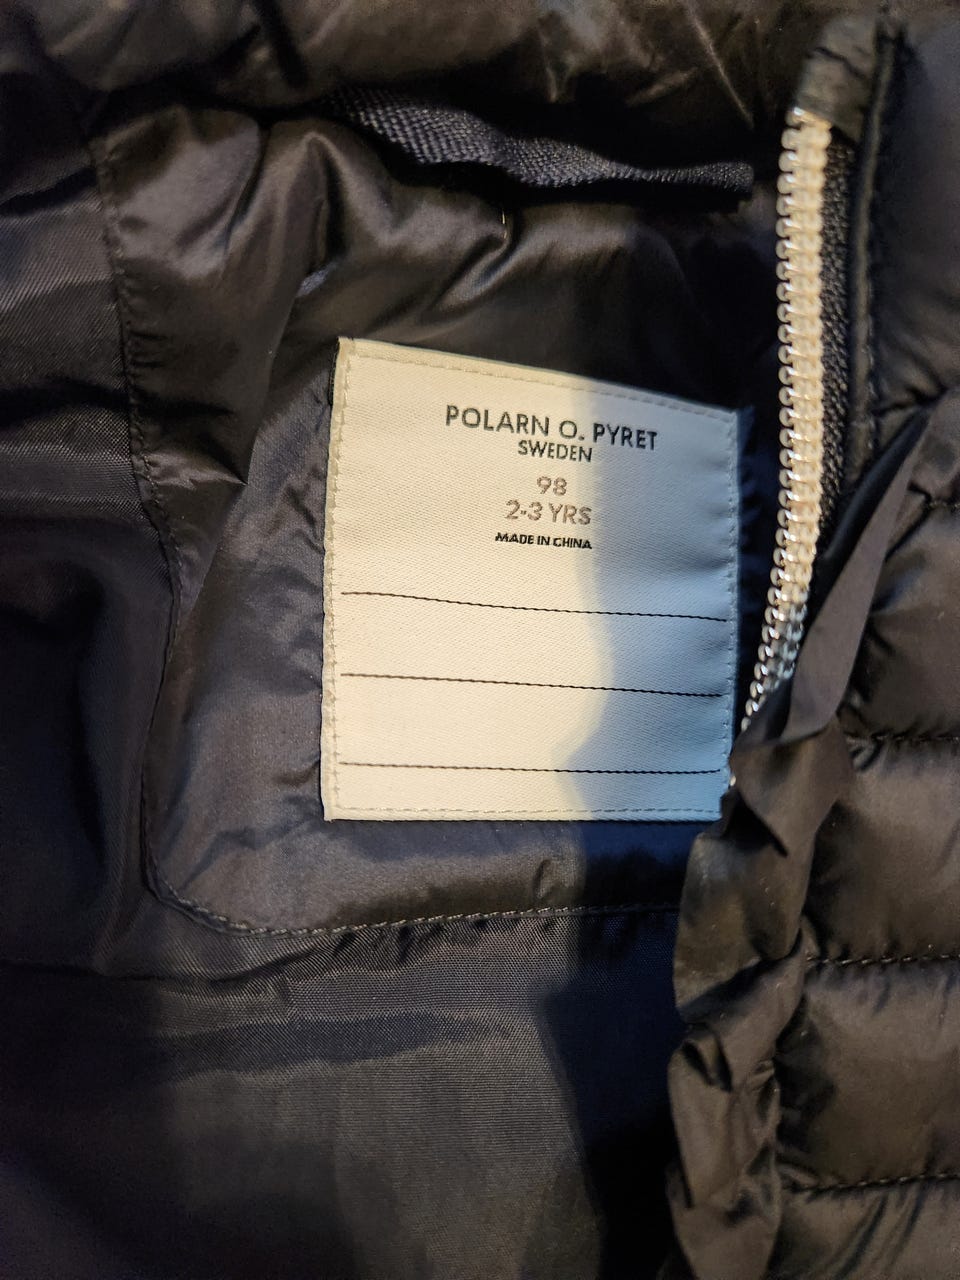 POLARN O. PYRET
SWEDEN
98
2-3 YRS
MADE IN CHINA